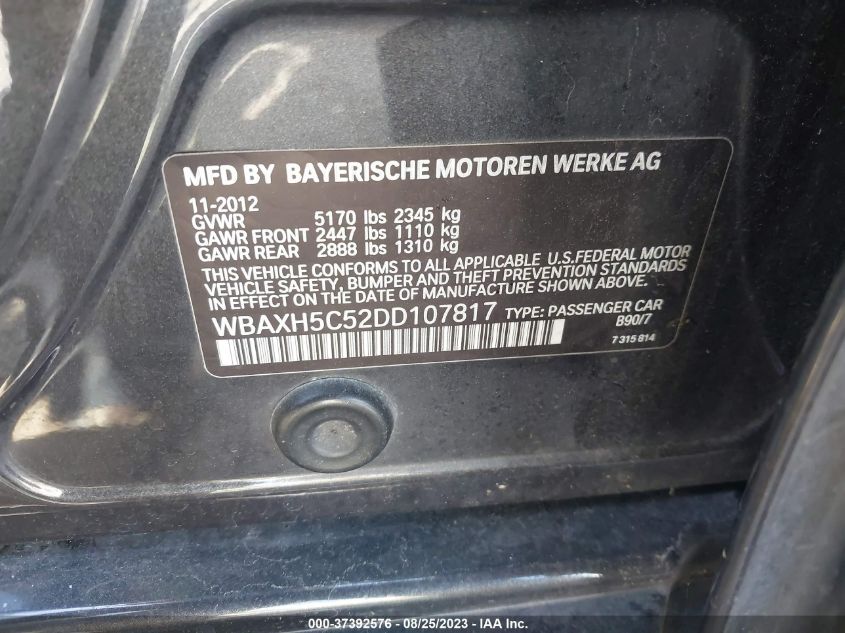 MFD BY BAYERISCHE MOTOREN WERKE AG
11-2012
GVWR 5170 lbs 2345 kg
GAWR FRONT 2447 lbs 1110 kg
GAWR REAR 2888 lbs 1310 kg
THIS VEHICLE CONFORMS TO ALL APPLICABLE U.S.FEDERAL MOTOR
VEHICLE SAFETY, BUMPER AND THEFT PREVENTION STANDARDS
IN EFFECT ON THE DATE OF MANUFACTURE SHOWN ABOVE.
WBAXH5C52DD107817 TYPE: PASSENGER CAR
B90/7
7 315 814
000-37392576 - 08/25/2023 - IAA Inc.